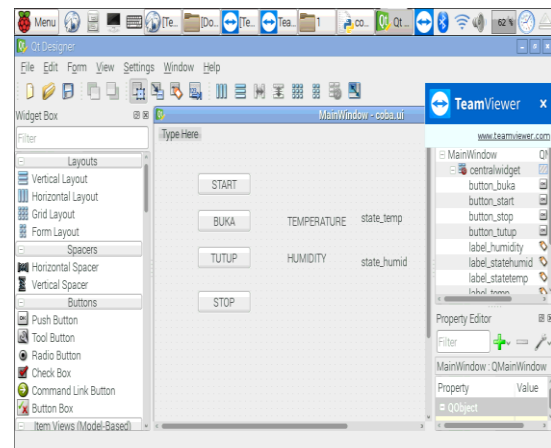 Menu [Te.. [Do.. [Te.. Tea.. 1 co... Qt ... 62 %
Qt Designer
File Edit Form View Settings Window Help
Widget Box
MainWindow - coba.ui
Filter
Type Here
Layouts
Vertical Layout
Horizontal Layout
Grid Layout
Form Layout
Spacers
Horizontal Spacer
Vertical Spacer
Buttons
Push Button
Tool Button
Radio Button
Check Box
Command Link Button
Button Box
Item Views (Model-Based)
START
BUKA TEMPERATURE state_temp
TUTUP HUMIDITY state_humid
STOP
TeamViewer x
www.teamviewer.com
MainWindow
centralwidget
button_buka
button_start
button_stop
button_tutup
label_humidity
label_statehumid
label_statetemp
label_temp
Property Editor
Filter
MainWindow : QMainWindow
Property Value
QObject